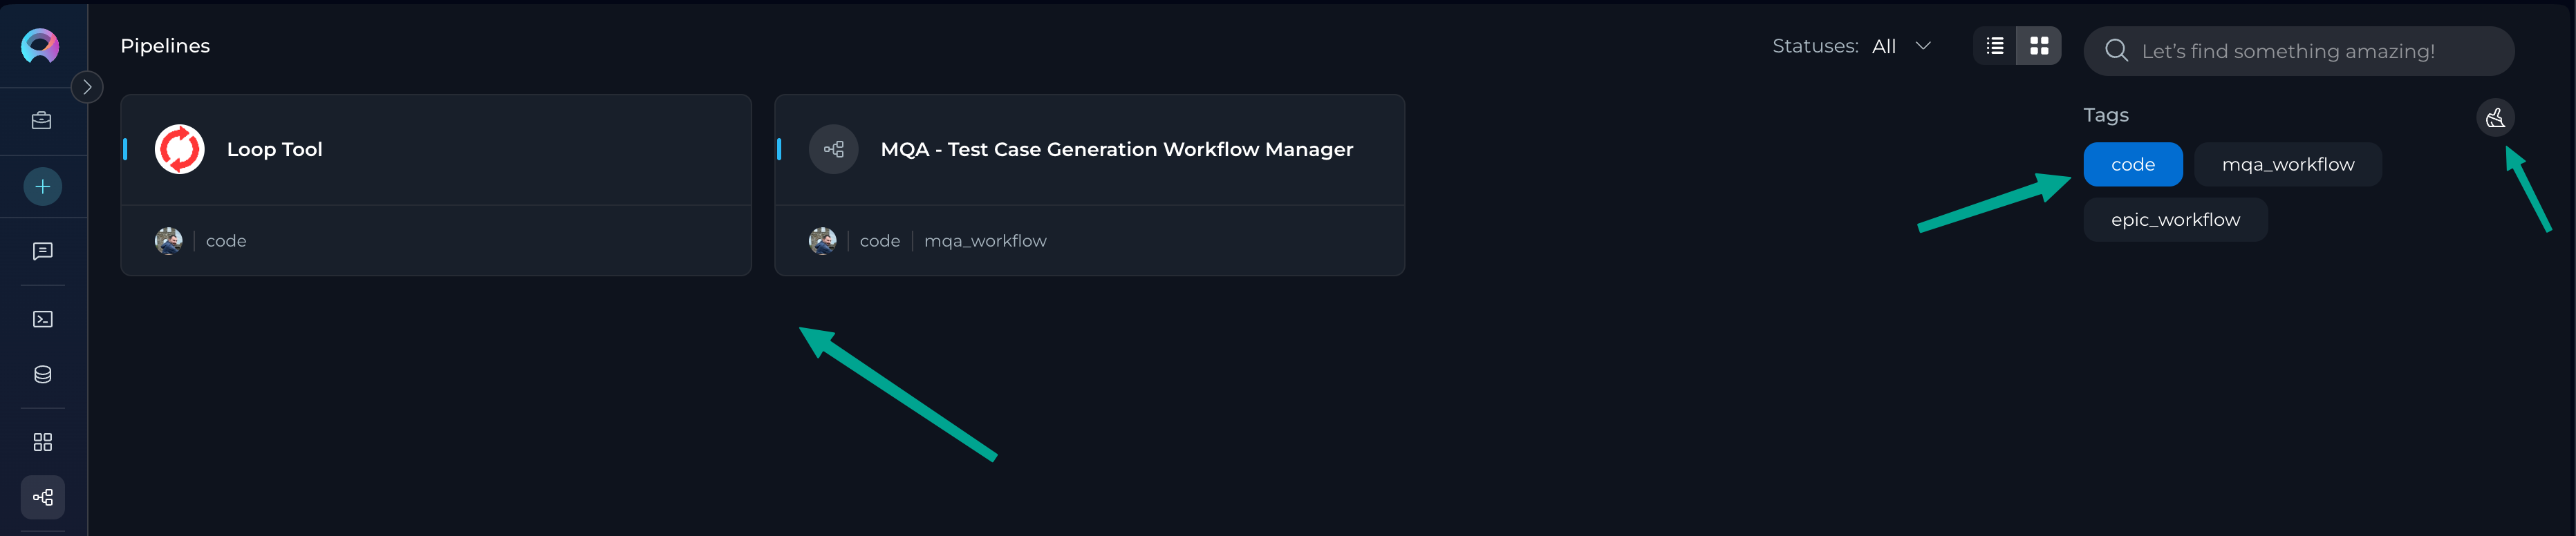 Pipelines
Statuses: All
Let's find something amazing!
Loop Tool
code
MQA - Test Case Generation Workflow Manager
code | mqa_workflow
Tags
code
mqa_workflow
epic_workflow